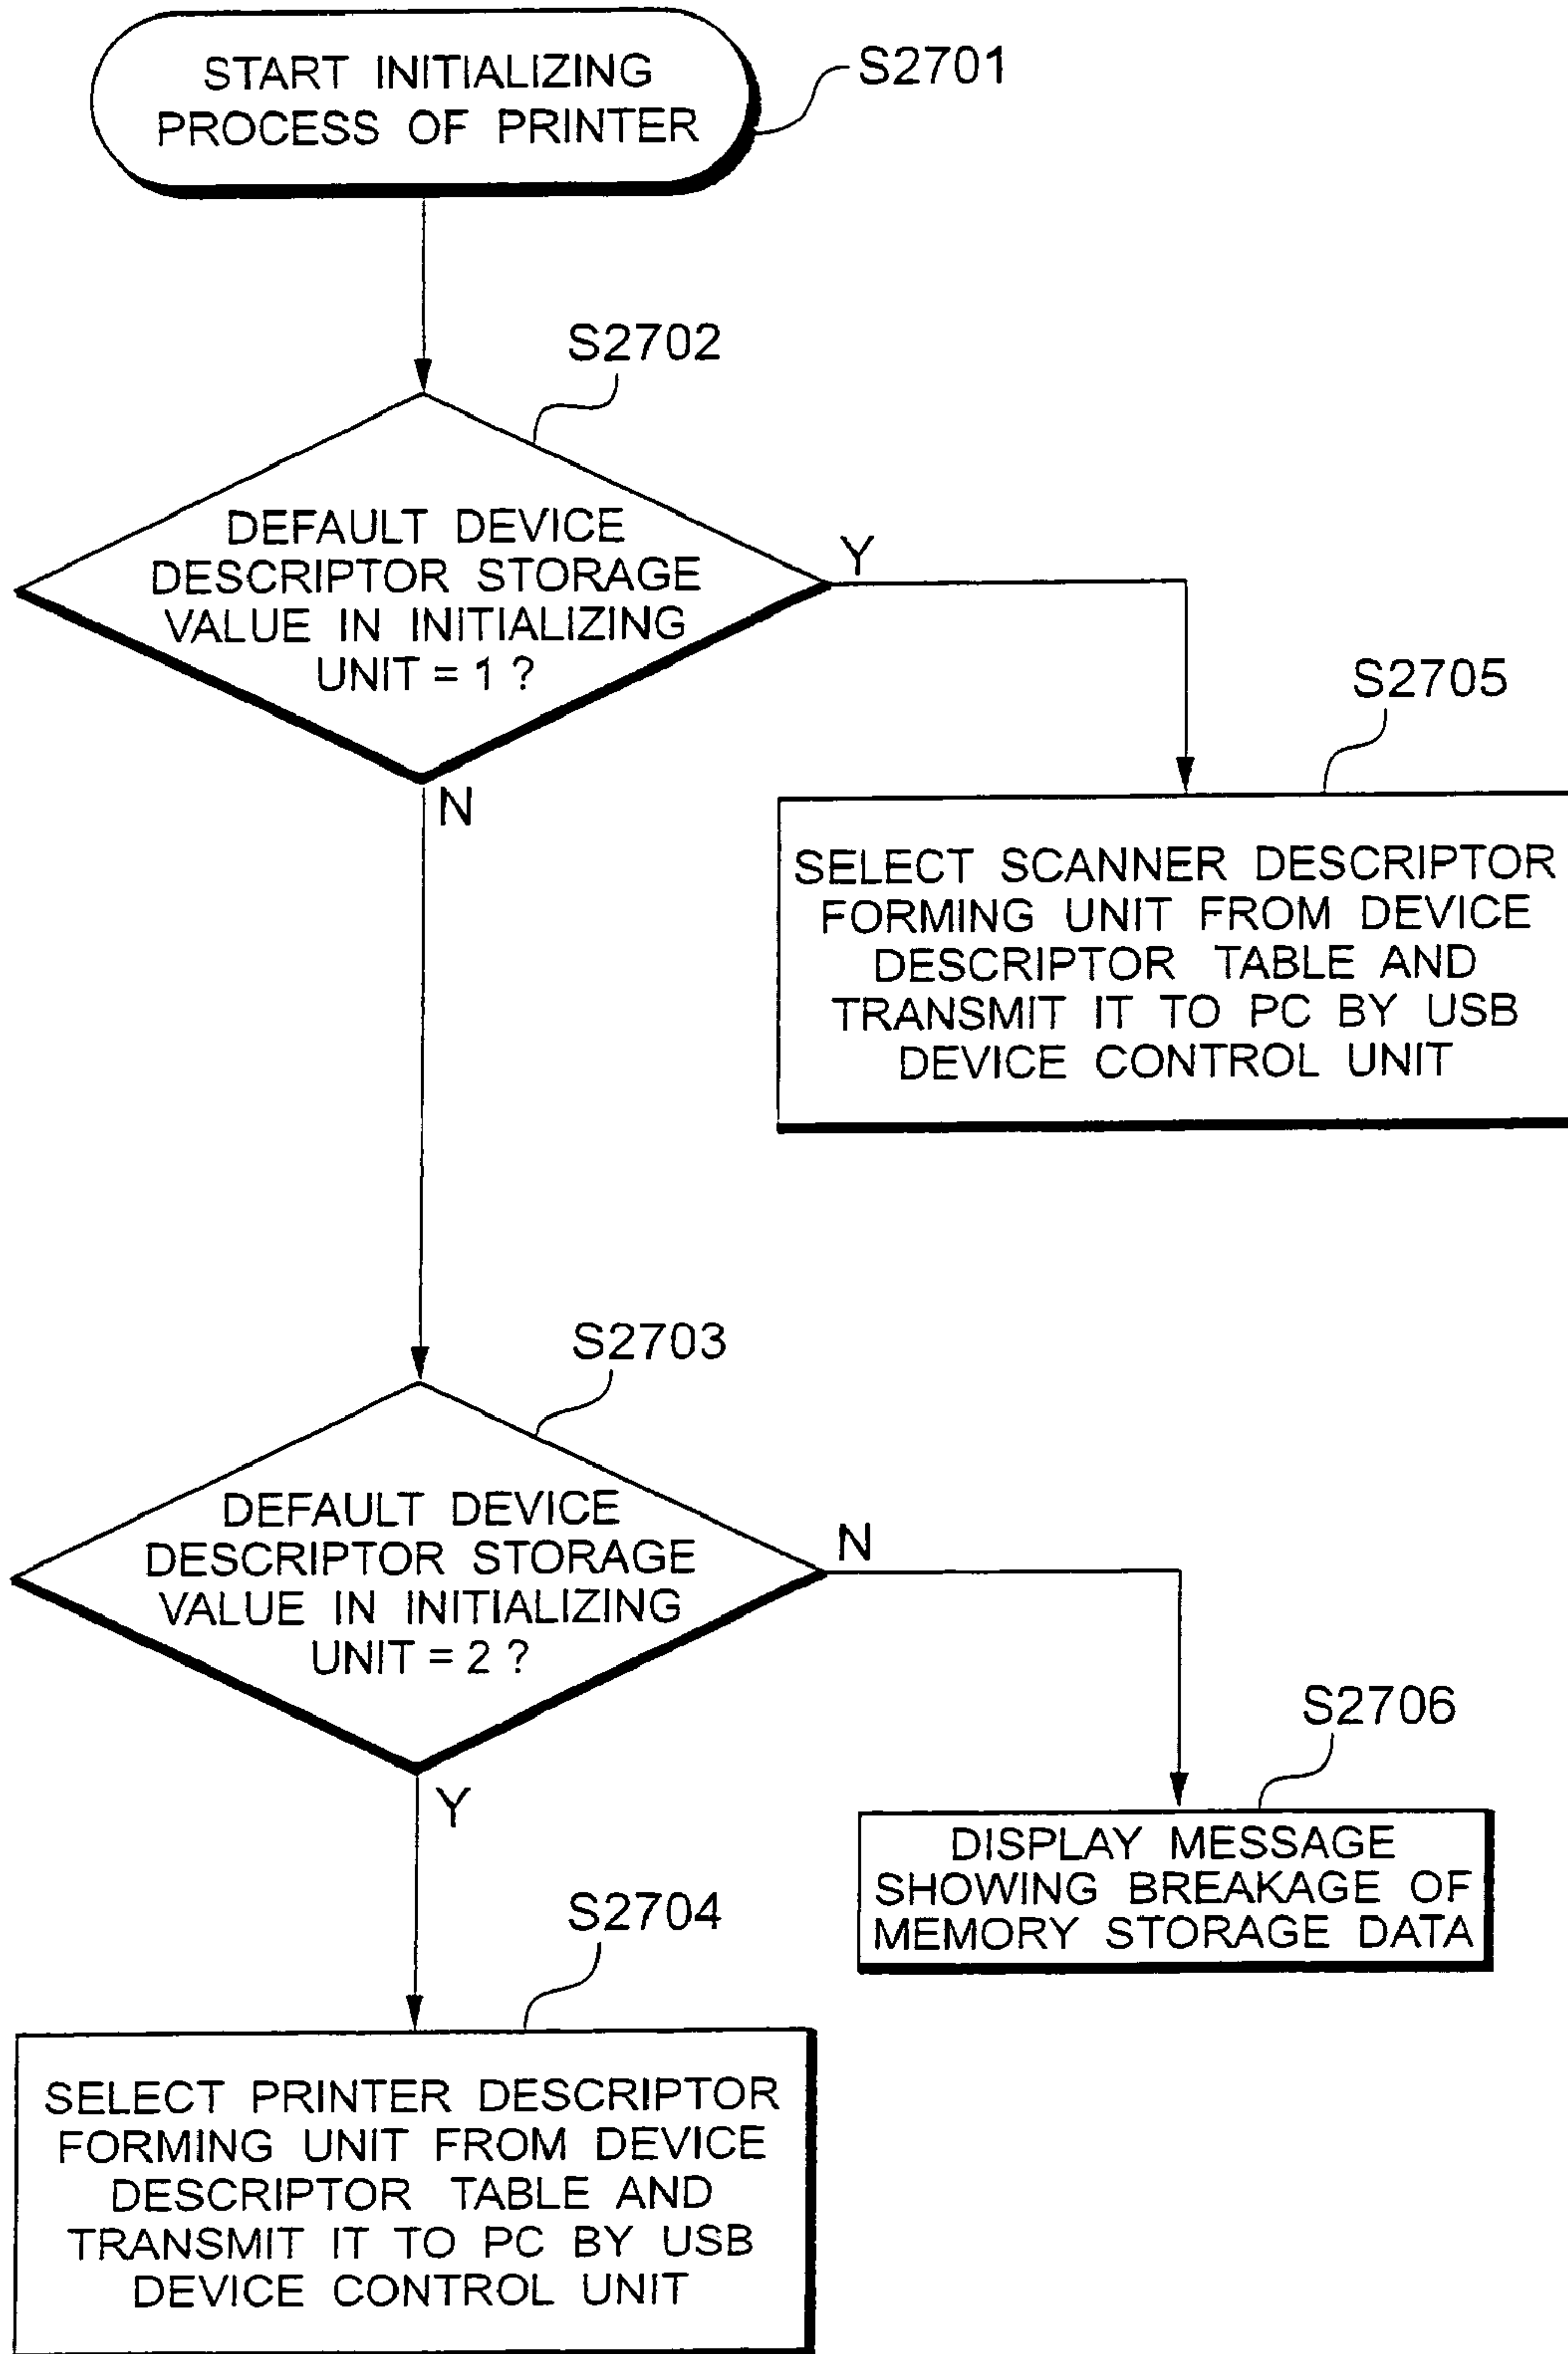 START INITIALIZING
PROCESS OF PRINTER
S2701
S2702
DEFAULT DEVICE
DESCRIPTOR STORAGE
VALUE IN INITIALIZING
UNIT = 1 ?
Y
N
S2705
SELECT SCANNER DESCRIPTOR
FORMING UNIT FROM DEVICE
DESCRIPTOR TABLE AND
TRANSMIT IT TO PC BY USB
DEVICE CONTROL UNIT
S2703
DEFAULT DEVICE
DESCRIPTOR STORAGE
VALUE IN INITIALIZING
UNIT = 2 ?
N
Y
S2706
DISPLAY MESSAGE
SHOWING BREAKAGE OF
MEMORY STORAGE DATA
S2704
SELECT PRINTER DESCRIPTOR
FORMING UNIT FROM DEVICE
DESCRIPTOR TABLE AND
TRANSMIT IT TO PC BY USB
DEVICE CONTROL UNIT